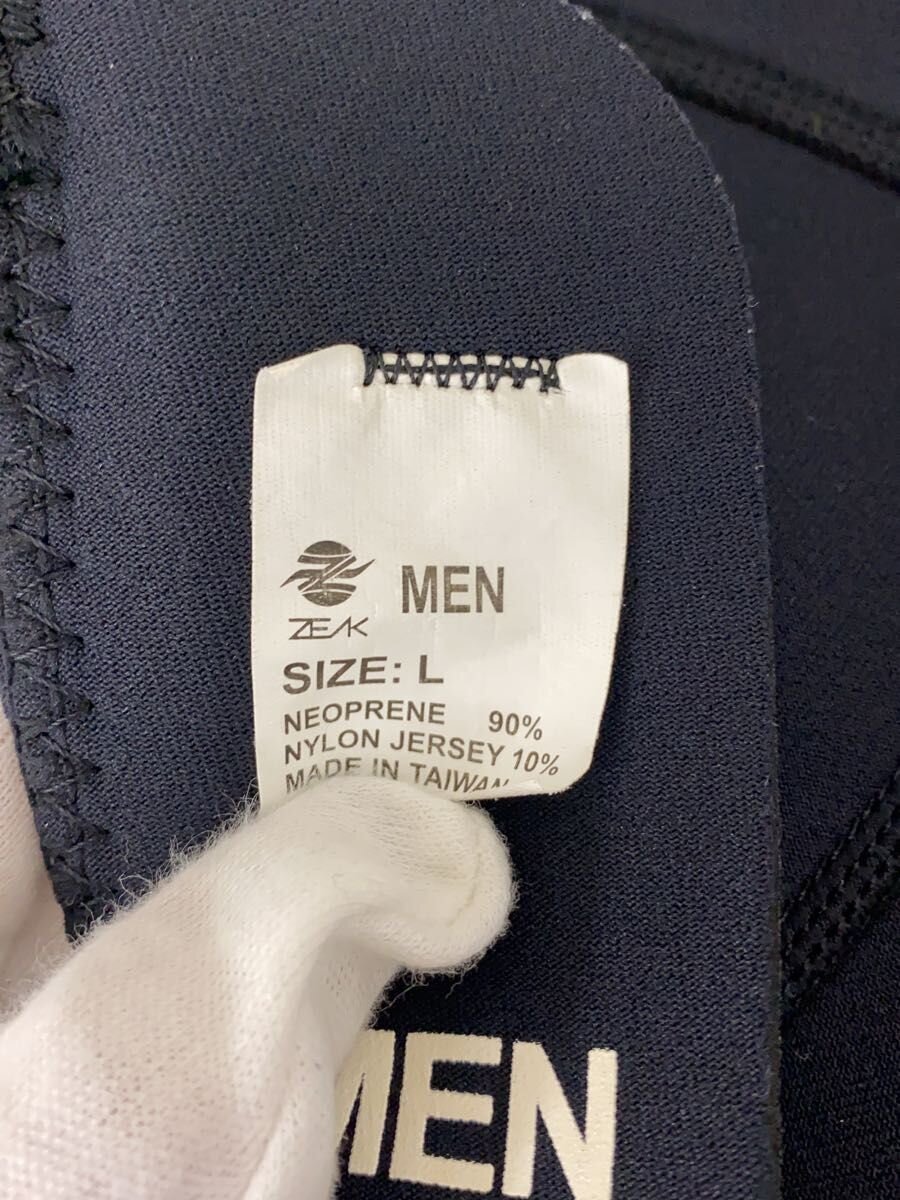 MEN
ZEAK
SIZE: L
NEOPRENE 90%
NYLON JERSEY 10%
MADE IN TAIWAN
MEN